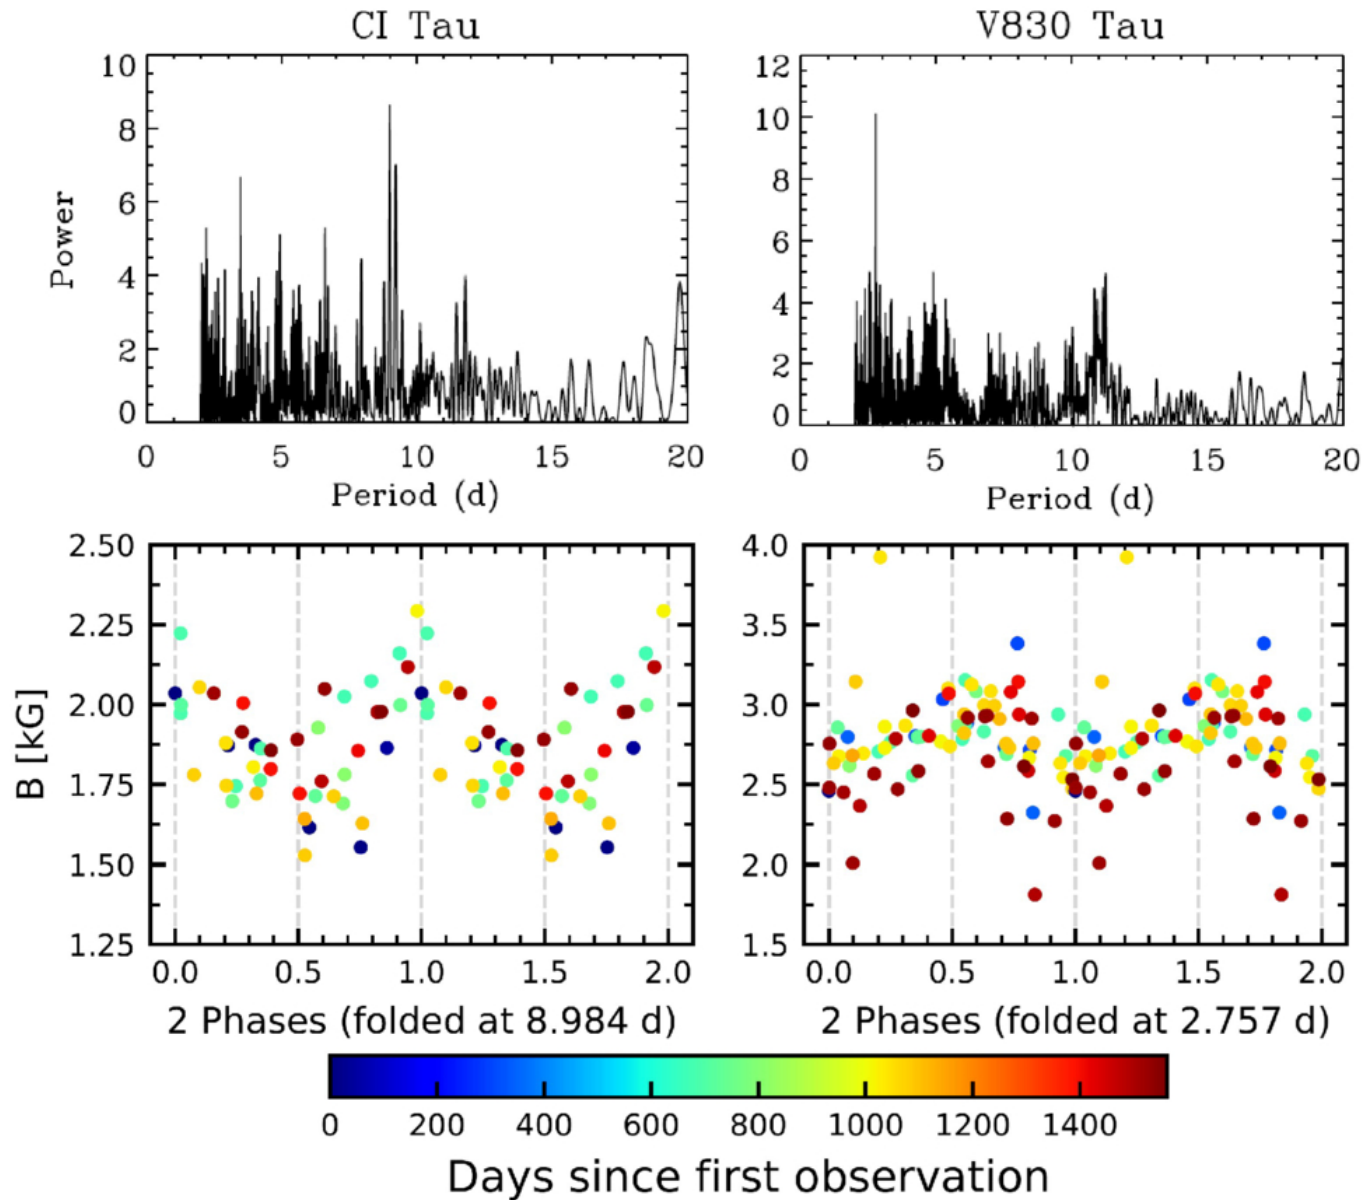 CI Tau
V830 Tau
10
8
6
4
2
0
Power
0 5 10 15 20
Period (d)
12
10
8
6
4
2
0
0 5 10 15 20
Period (d)
2.50
2.25
2.00
1.75
1.50
1.25
B [kG]
0.0 0.5 1.0 1.5 2.0
2 Phases (folded at 8.984 d)
4.0
3.5
3.0
2.5
2.0
1.5
0.0 0.5 1.0 1.5 2.0
2 Phases (folded at 2.757 d)
0 200 400 600 800 1000 1200 1400
Days since first observation